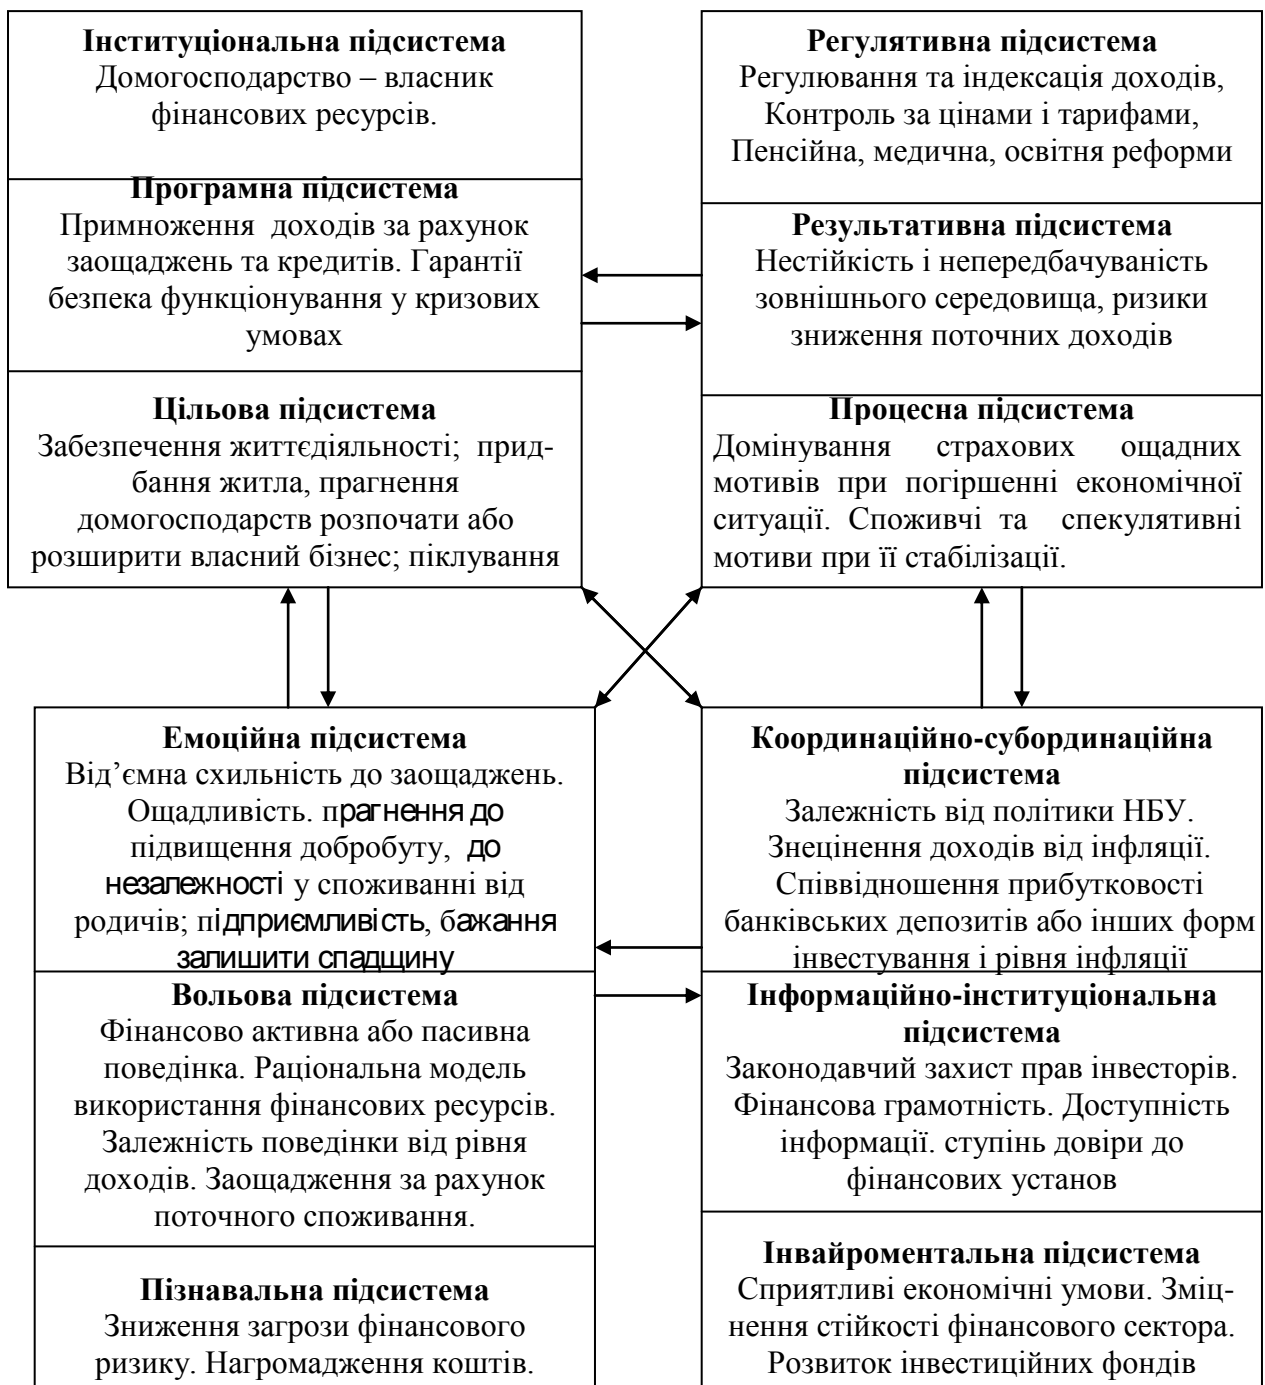 Інституціональна підсистема
Домогосподарство – власник
фінансових ресурсів.
Програмна підсистема
Примноження доходів за рахунок
заощаджень та кредитів. Гарантії
безпека функціонування у кризових
умовах
Цільова підсистема
Забезпечення життєдіяльності; прид-
бання житла, прагнення
домогосподарств розпочати або
розширити власний бізнес; піклування
Регулятивна підсистема
Регулювання та індексація доходів,
Контроль за цінами і тарифами,
Пенсійна, медична, освітня реформи
Результативна підсистема
Нестійкість і непередбачуваність
зовнішнього середовища, ризики
зниження поточних доходів
Процесна підсистема
Домінування страхових ощадних
мотивів при погіршенні економічної
ситуації. Споживчі та спекулятивні
мотиви при її стабілізації.
Емоційна підсистема
Від’ємна схильність до заощаджень.
Ощадливість. прагнення до
підвищення добробуту, до
незалежності у споживанні від
родичів; підприємливість, бажання
залишити спадщину
Вольова підсистема
Фінансово активна або пасивна
поведінка. Раціональна модель
використання фінансових ресурсів.
Залежність поведінки від рівня
доходів. Заощадження за рахунок
поточного споживання.
Пізнавальна підсистема
Зниження загрози фінансового
ризику. Нагромадження коштів.
Координаційно-субординаційна
підсистема
Залежність від політики НБУ.
Знецінення доходів від інфляції.
Співвідношення прибутковості
банківських депозитів або інших форм
інвестування і рівня інфляції
Інформаційно-інституціональна
підсистема
Законодавчий захист прав інвесторів.
Фінансова грамотність. Доступність
інформації. ступінь довіри до
фінансових установ
Інвайроментальна підсистема
Сприятливі економічні умови. Зміц-
нення стійкості фінансового сектора.
Розвиток інвестиційних фондів